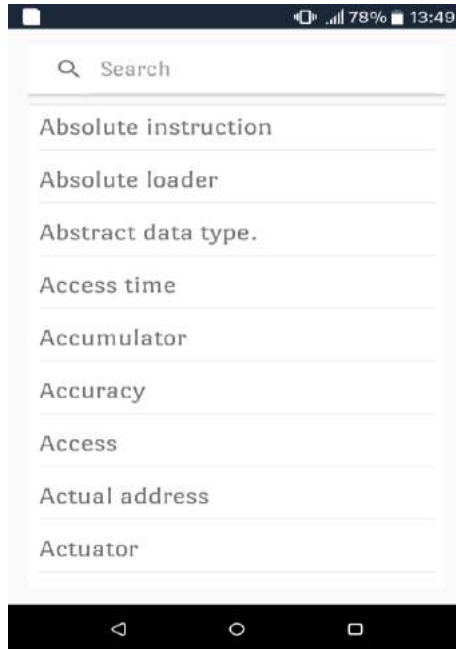 78% 13:49
Search
Absolute instruction
Absolute loader
Abstract data type.
Access time
Accumulator
Accuracy
Access
Actual address
Actuator